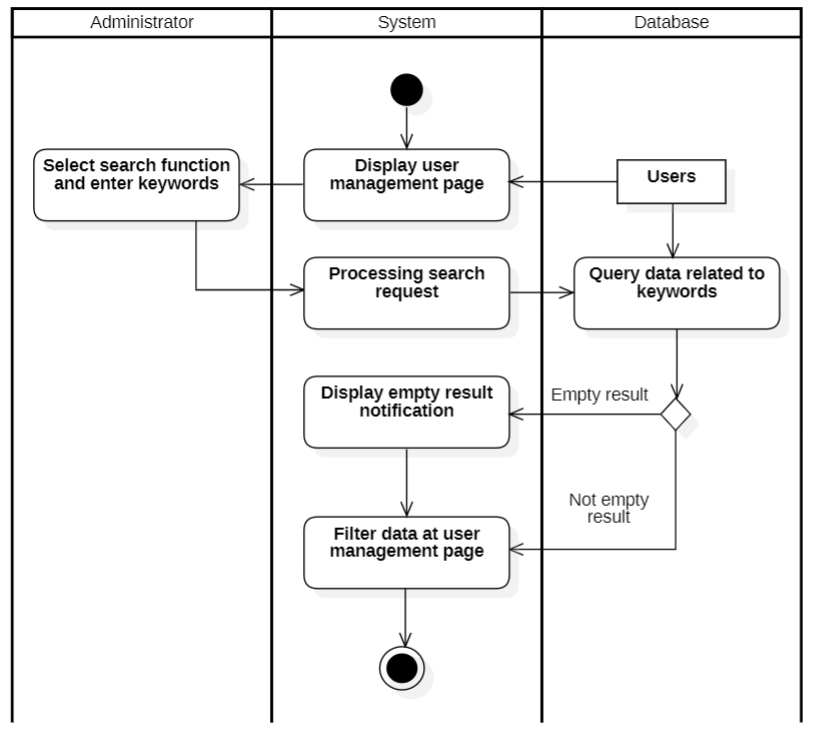 Administrator
System
Database
Select search function
and enter keywords
Display user
management page
Users
Processing search
request
Query data related to
keywords
Display empty result
notification
Empty result
Not empty
result
Filter data at user
management page